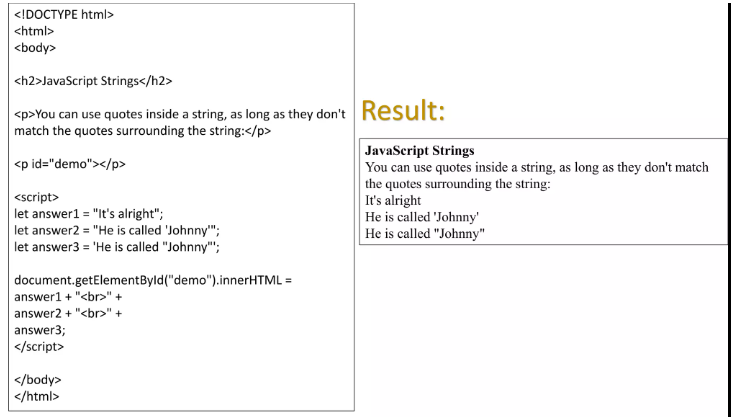 <!DOCTYPE html>
<html>
<body>
<h2>JavaScript Strings</h2>
<p>You can use quotes inside a string, as long as they don't
match the quotes surrounding the string:</p>
<p id="demo"></p>
<script>
let answer1 = "It's alright";
let answer2 = "He is called 'Johnny'";
let answer3 = 'He is called "Johnny"';
document.getElementById("demo").innerHTML =
answer1 + "<br>" +
answer2 + "<br>" +
answer3;
</script>
</body>
</html>
Result:
JavaScript Strings
You can use quotes inside a string, as long as they don't match
the quotes surrounding the string:
It's alright
He is called 'Johnny'
He is called "Johnny"